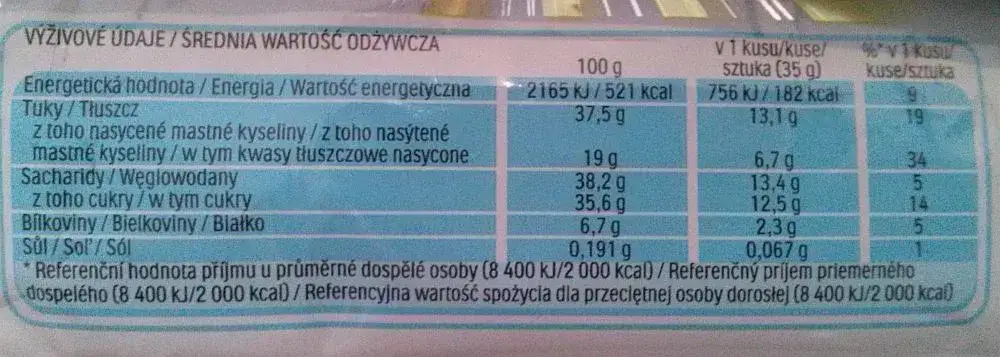 VÝŽIVOVÉ ÚDAJE / ŚREDNIA WARTOŚĆ ODŻYWCZA
100 g
v 1 kusu/kuse/
sztuka (35 g)
%* v 1 kusu/
kuse/sztuka
Energetická hodnota / Energia / Wartość energetyczna 2165 kJ / 521 kcal 756 kJ / 182 kcal 9
Tuky / Tłuszcz 37,5 g 13,1 g 19
z toho nasycené mastné kyseliny / z toho nasýtené
mastné kyseliny / w tym kwasy tłuszczowe nasycone 19 g 6,7 g 34
Sacharidy / Węglowodany 38,2 g 13,4 g 5
z toho cukry / w tym cukry 35,6 g 12,5 g 14
Bílkoviny / Bielkoviny / Białko 6,7 g 2,3 g 5
Sůl / Soľ / Sól 0,191 g 0,067 g 1
* Referenční hodnota příjmu u průměrné dospělé osoby (8 400 kJ/2 000 kcal) / Referenčný príjem priemerného
dospelého (8 400 kJ/2 000 kcal) / Referencyjna wartość spożycia dla przeciętnej osoby dorosłej (8 400 kJ/2 000 kcal)